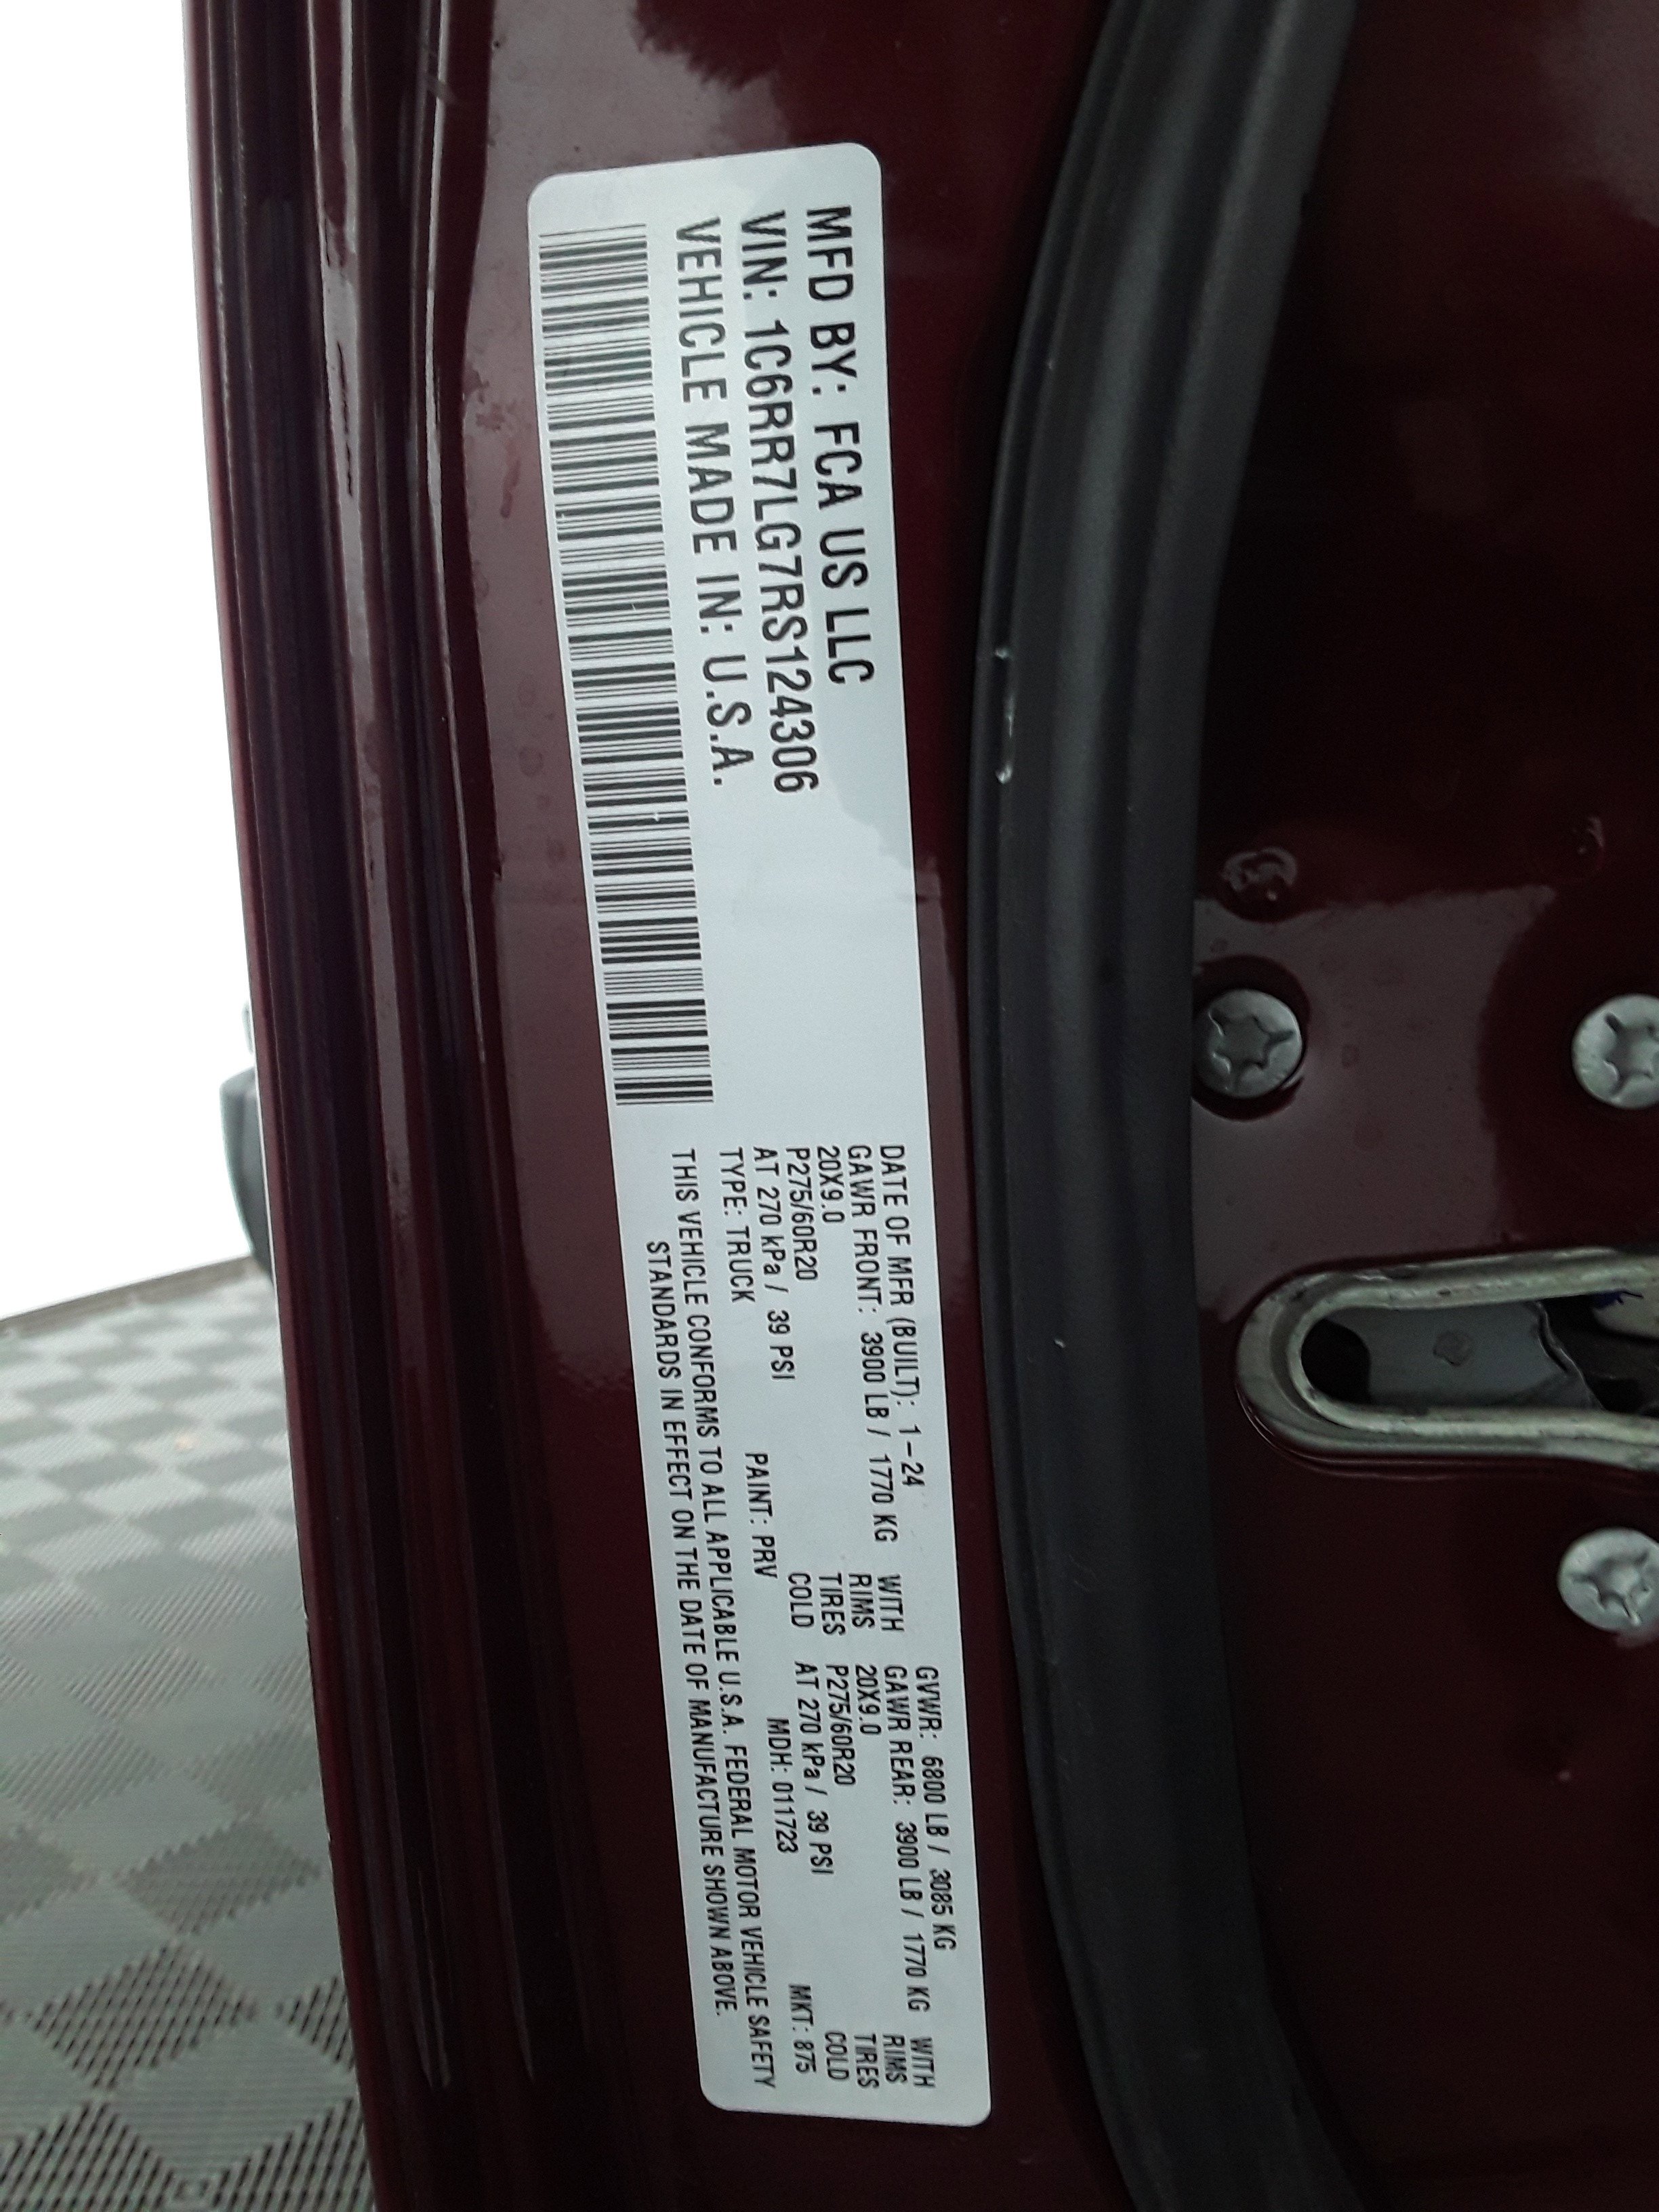 MFD BY: FCA US LLC
VIN: 1C6RR7LG7RS124306
VEHICLE MADE IN: U.S.A.
DATE OF MFR (BUILT): 1-24 GVWR: 6800 LB / 3085 KG
GAWR FRONT: 3900 LB / 1770 KG WITH GAWR REAR: 3900 LB / 1770 KG WITH
20X9.0 RIMS 20X9.0 RIMS
P275/60R20 TIRES P275/60R20 TIRES
AT 270 kPa / 39 PSI COLD AT 270 kPa / 39 PSI COLD
TYPE: TRUCK PAINT: PRV MDH: 011723 MKT: 875
THIS VEHICLE CONFORMS TO ALL APPLICABLE U.S.A. FEDERAL MOTOR VEHICLE SAFETY
STANDARDS IN EFFECT ON THE DATE OF MANUFACTURE SHOWN ABOVE.